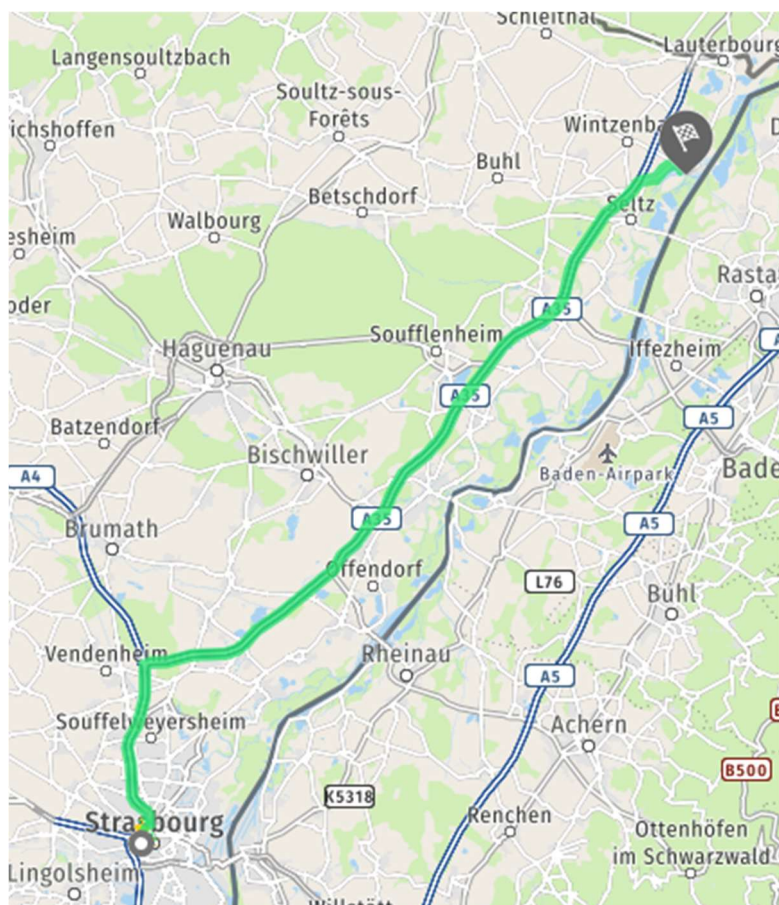 Schleithal
Lauterbourg
Langensoultzbach
Soultz-sous-
Forêts
Buhl
Betschdorf
Walbourg
Seltz
Rasta
A35
Soufflenheim
Haguenau
Iffezheim
A35
A5
Batzendorf
Bischwiller
Baden-Airpark
Bade
A4
A35
A5
Brumath
Offendorf
L76
Bühl
Vendenheim
Rheinau
A5
Souffelweyersheim
Achern
B500
K5318
Strasbourg
Renchen
Ottenhöfen
im Schwarzwald
Lingolsheim